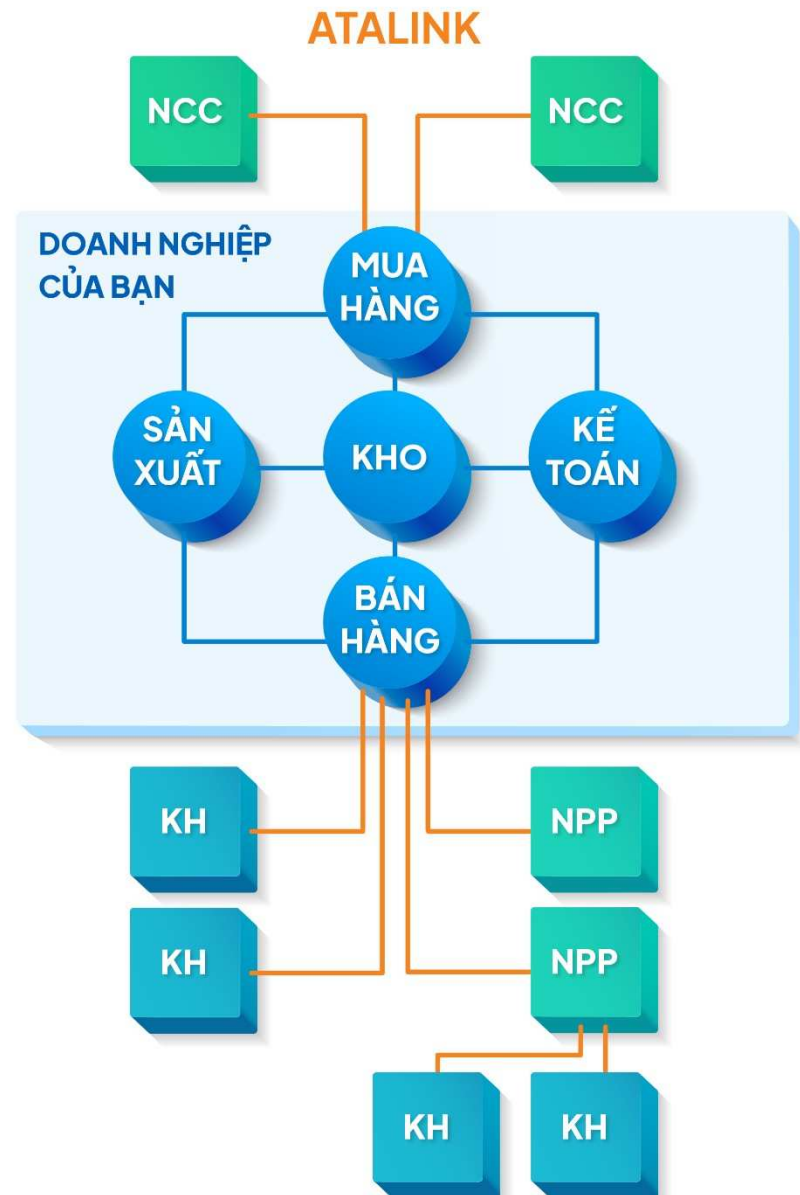 ATALINK
NCC
NCC
DOANH NGHIỆP
CỦA BẠN
MUA
HÀNG
SẢN
XUẤT
KHO
KẾ
TOÁN
BÁN
HÀNG
KH
NPP
KH
NPP
KH
KH